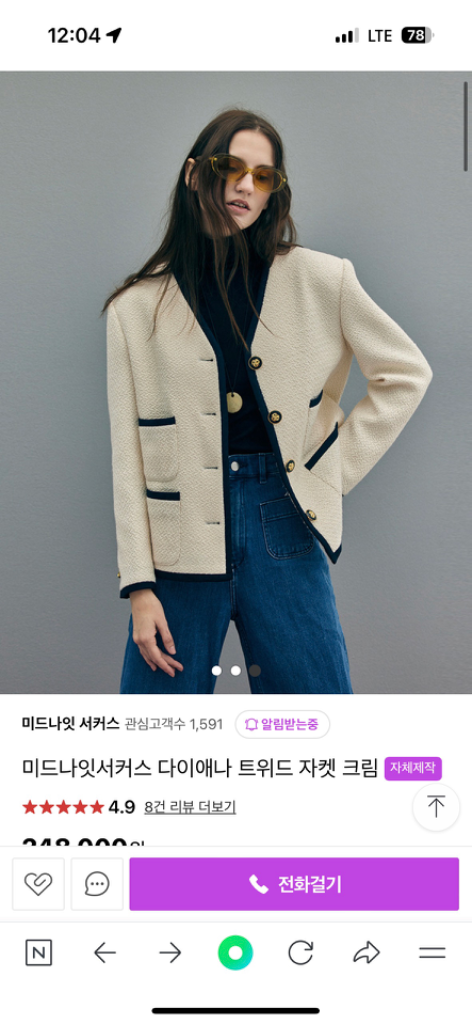 12:04
LTE 78
미드나잇 서커스 관심고객수 1,591 알림받는중
미드나잇서커스 다이애나 트위드 자켓 크림 자체제작
4.9 8건 리뷰 더보기
전화걸기
N